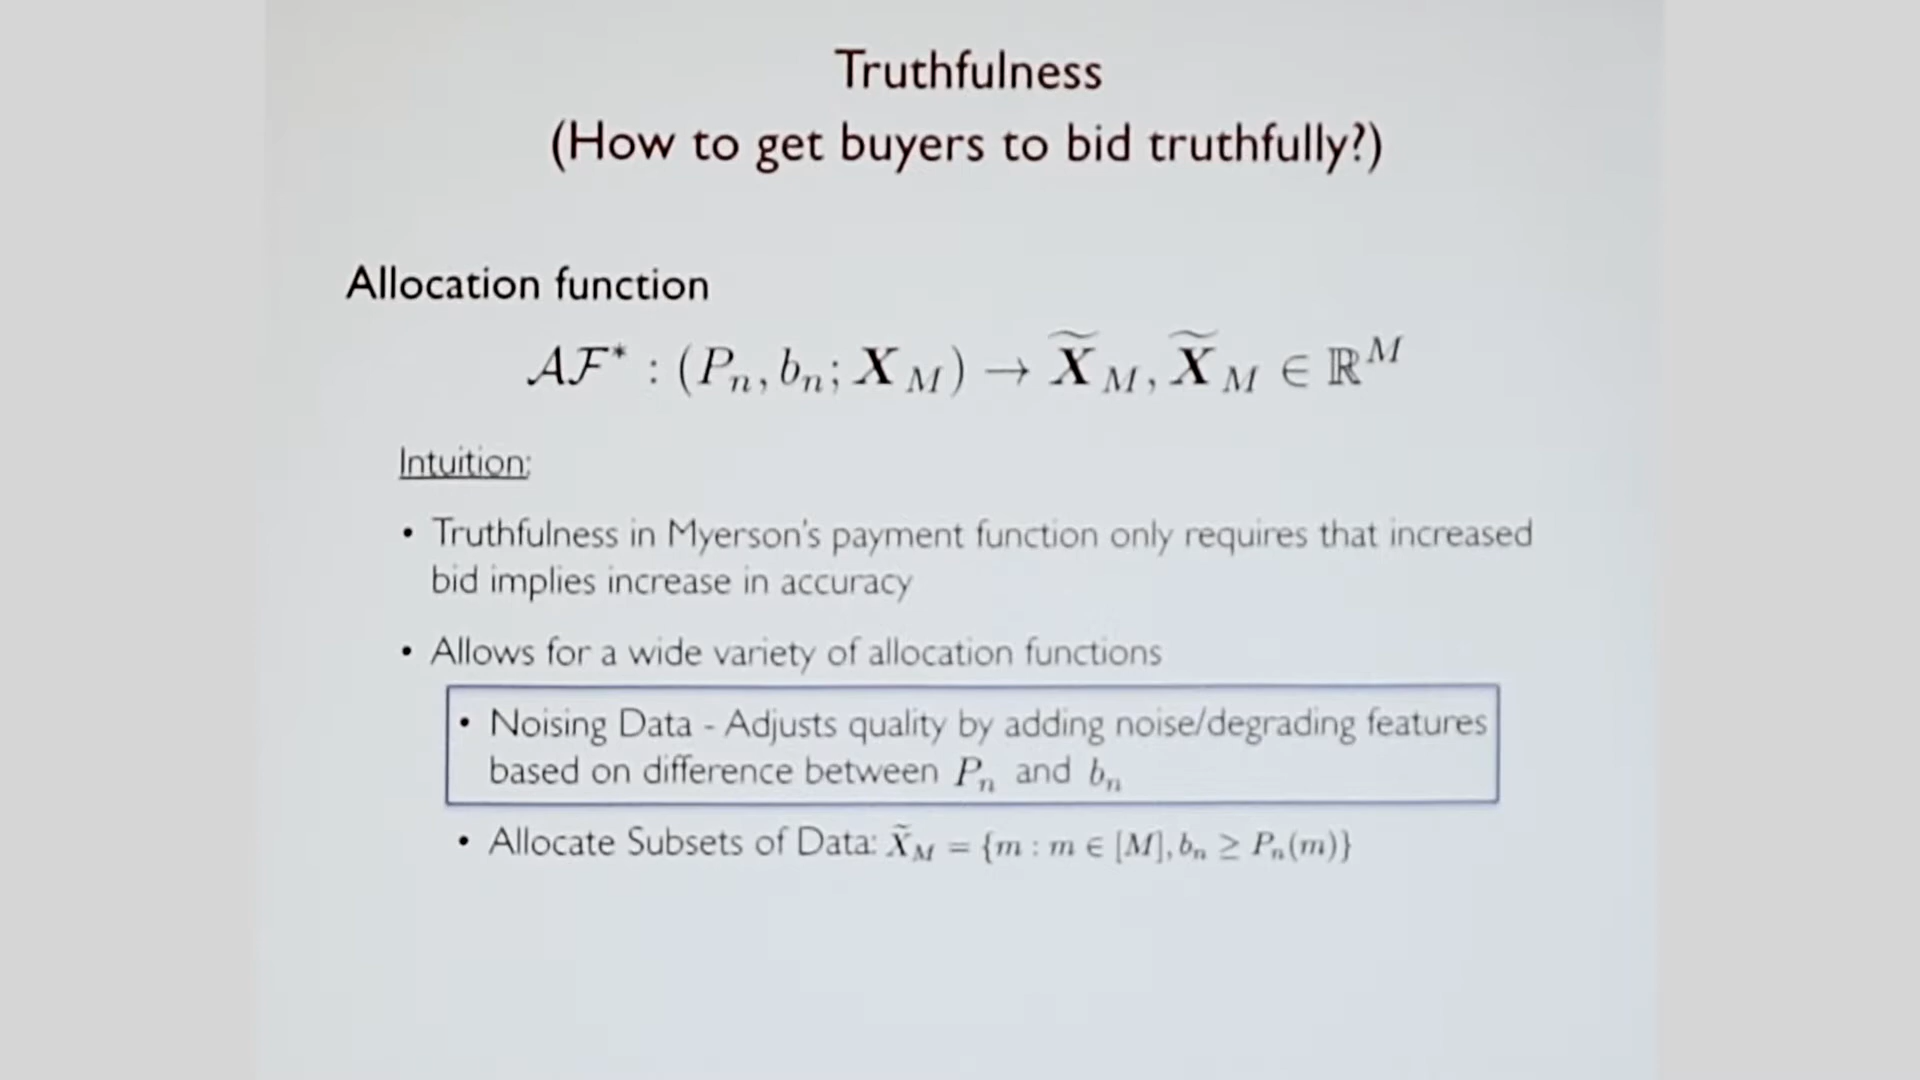 Truthfulness
(How to get buyers to bid truthfully?)
Allocation function
𝒜ℱ* : (Pₙ, bₙ; X_M) → X̃_M, X̃_M ∈ ℝ^M
Intuition:
• Truthfulness in Myerson's payment function only requires that increased
bid implies increase in accuracy
• Allows for a wide variety of allocation functions
• Noising Data - Adjusts quality by adding noise/degrading features
based on difference between Pₙ and bₙ
• Allocate Subsets of Data: X̃_M = {m : m ∈ [M], bₙ ≥ Pₙ(m)}